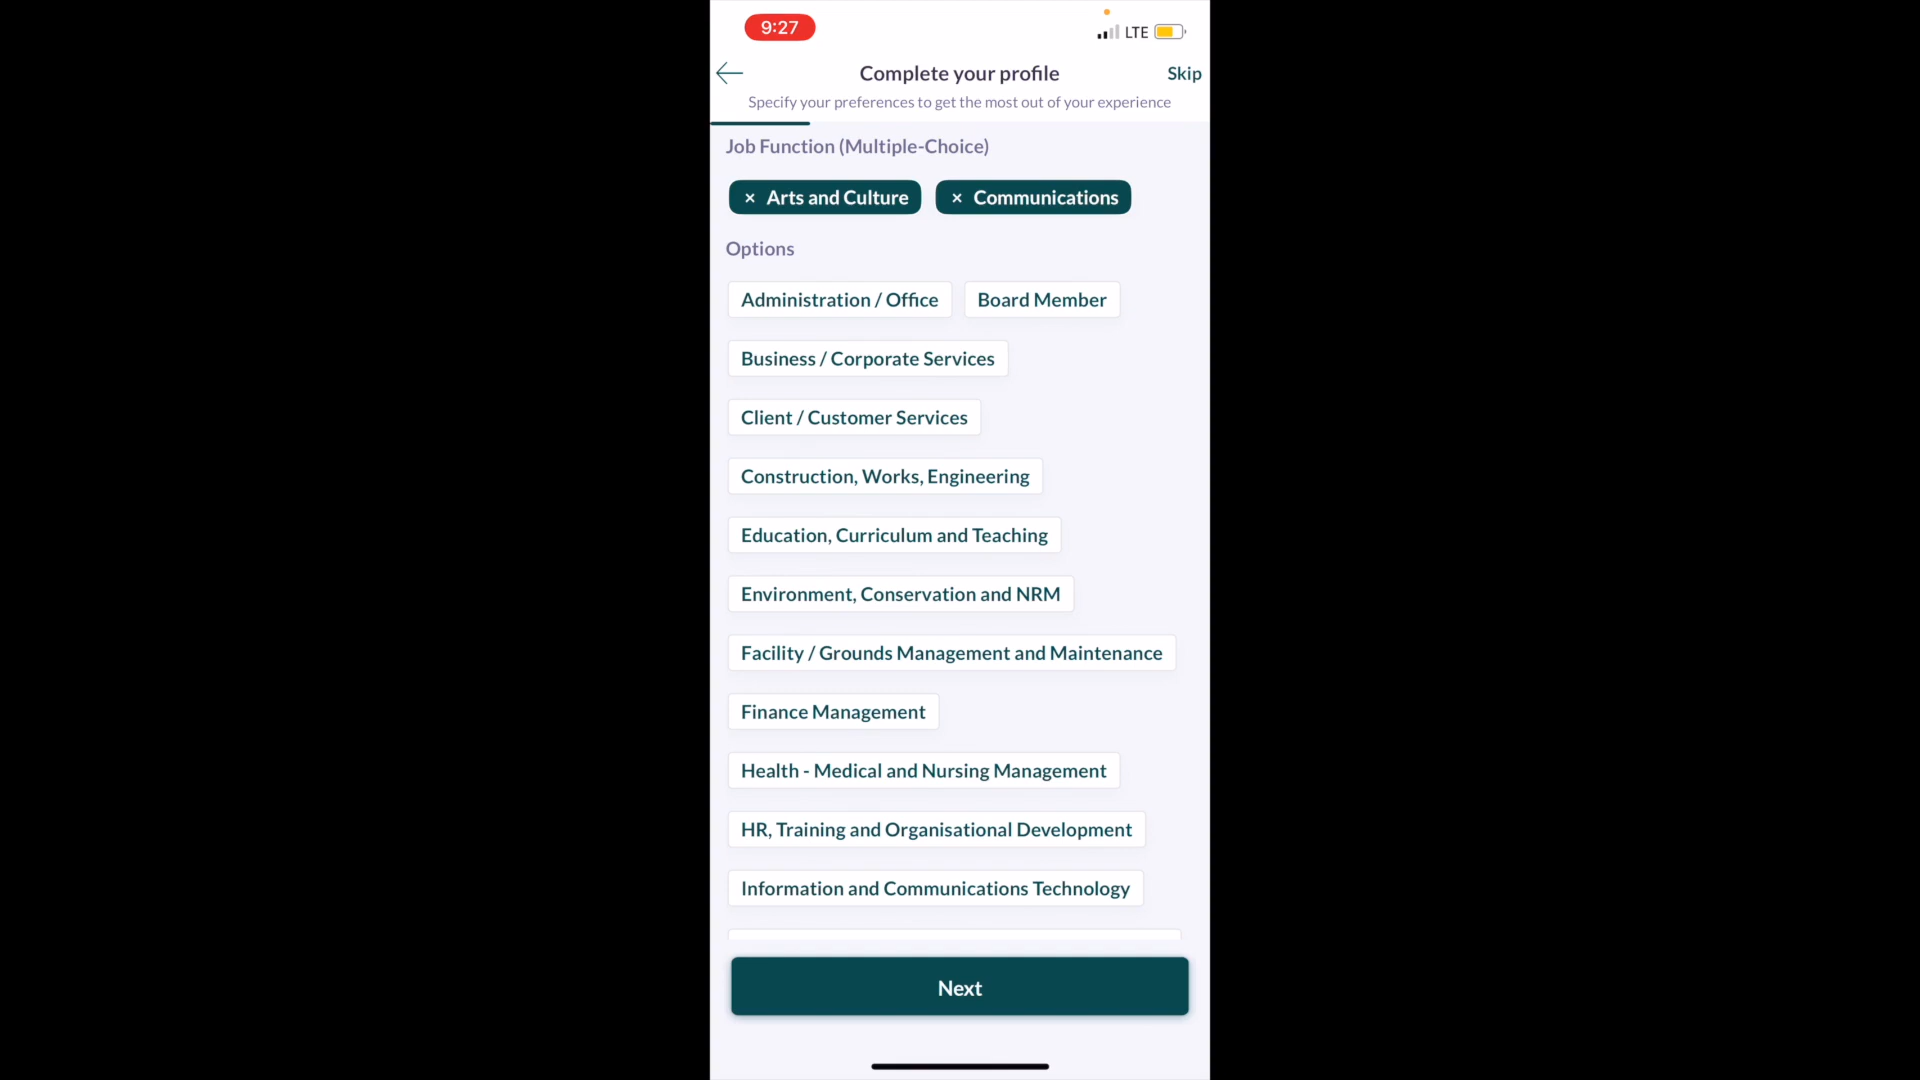 9:27
LTE
Complete your profile
Skip
Specify your preferences to get the most out of your experience
Job Function (Multiple-Choice)
× Arts and Culture × Communications
Options
Administration / Office Board Member
Business / Corporate Services
Client / Customer Services
Construction, Works, Engineering
Education, Curriculum and Teaching
Environment, Conservation and NRM
Facility / Grounds Management and Maintenance
Finance Management
Health - Medical and Nursing Management
HR, Training and Organisational Development
Information and Communications Technology
Next